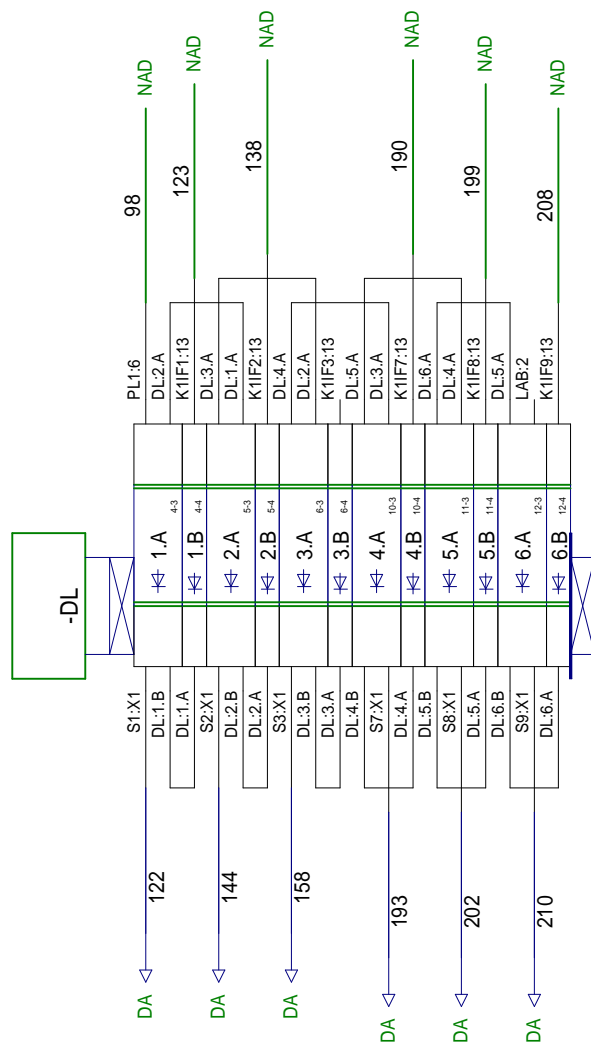 NAD
NAD
NAD
NAD
NAD
NAD
98
123
138
190
199
208
PL1:6
DL:2.A
K1IF1:13
DL:3.A
DL:1.A
K1IF2:13
DL:4.A
DL:2.A
K1IF3:13
DL:5.A
DL:3.A
K1IF7:13
DL:6.A
DL:4.A
K1IF8:13
DL:5.A
LAB:2
K1IF9:13
4-3
4-4
5-3
5-4
6-3
6-4
10-3
10-4
11-3
11-4
12-3
12-4
-DL
1.A
1.B
2.A
2.B
3.A
3.B
4.A
4.B
5.A
5.B
6.A
6.B
S1:X1
DL:1.B
DL:1.A
S2:X1
DL:2.B
DL:2.A
S3:X1
DL:3.B
DL:3.A
DL:4.B
S7:X1
DL:4.A
DL:5.B
S8:X1
DL:5.A
DL:6.B
S9:X1
DL:6.A
122
144
158
193
202
210
DA
DA
DA
DA
DA
DA